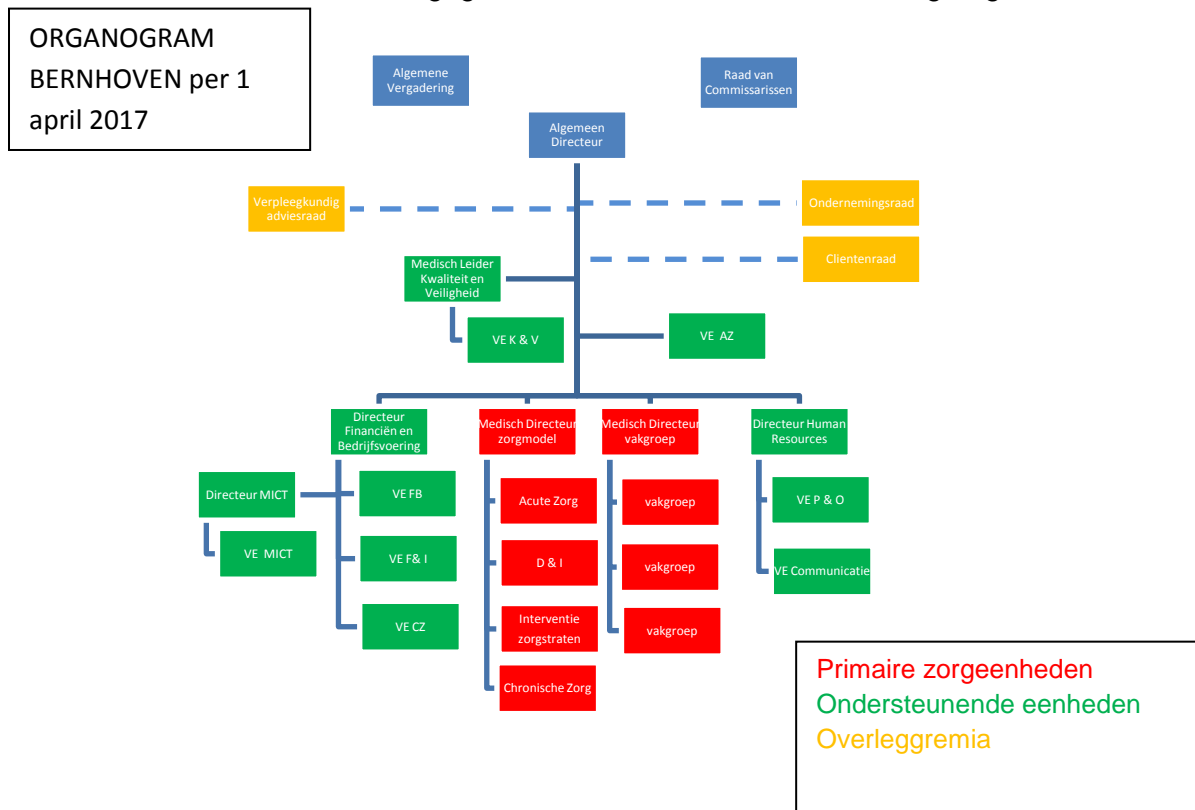 ORGANOGRAM
BERNHOVEN per 1
april 2017
Algemene
Vergadering
Raad van
Commissarissen
Algemeen
Directeur
Verpleegkundig
adviesraad
Ondernemingsraad
Clientenraad
Medisch Leider
Kwaliteit en
Veiligheid
VE K & V
VE AZ
Directeur
Financiën en
Bedrijfsvoering
Medisch Directeur
zorgmodel
Medisch Directeur
vakgroep
Directeur Human
Resources
Directeur MICT
VE MICT
VE FB
VE F& I
VE CZ
Acute Zorg
D & I
Interventie
zorgstraten
Chronische Zorg
vakgroep
vakgroep
vakgroep
VE P & O
VE Communicatie
Primaire zorgeenheden
Ondersteunende eenheden
Overleggremia